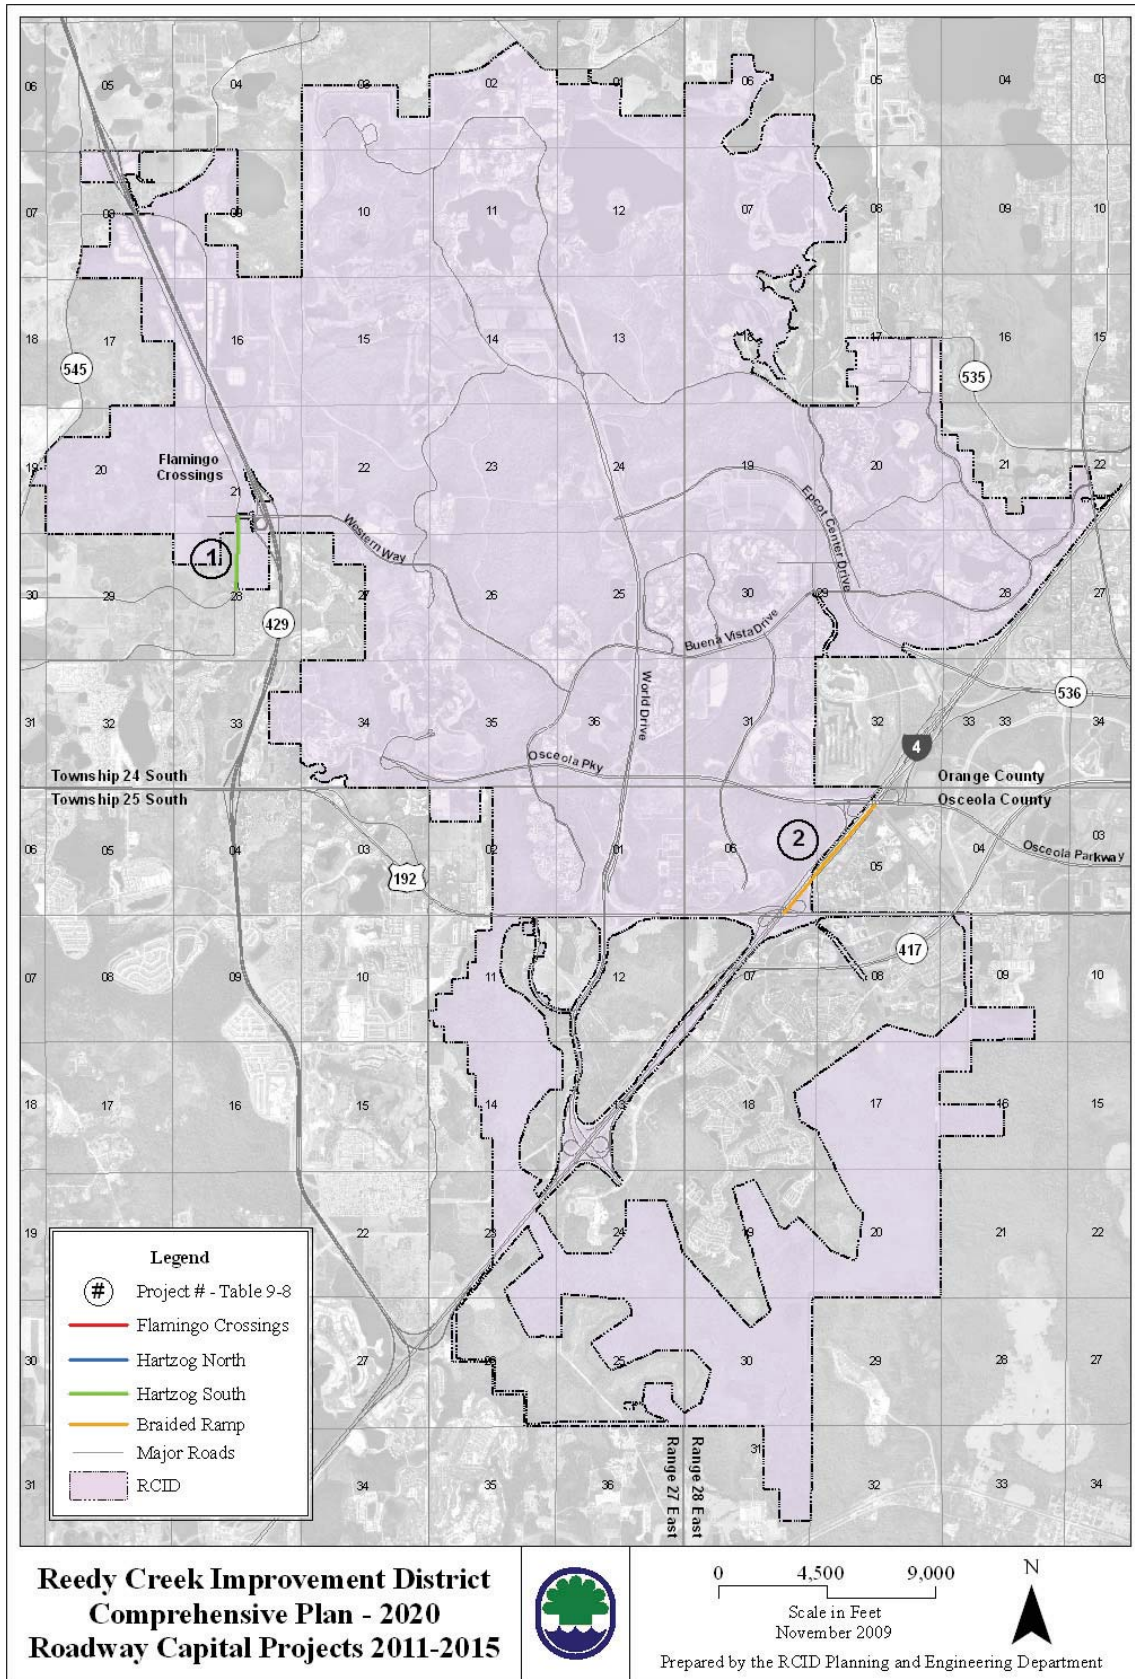 06 05 04 03 02 01 06 05 04 03
07 08 09 10 11 12 07 08 09 10
18 17 16 15 14 13 18 17 16 15
545
535
19 20 21 22 23 24 19 20 21 22
Flamingo
Crossings
Western Way
Epcot Center Drive
1
30 29 28 27 26 25 30 29 28 27
429
Buena Vista Drive
World Drive
536
31 32 33 34 35 36 31 32 33 33 34
4
Osceola Pky
Township 24 South
Orange County
Township 25 South
Osceola County
2
05 04 03 02 01 06 05 04 03
Osceola Parkway
192
417
07 08 09 10 11 12 07 08 09 10
18 17 16 15 14 13 17 16 15
19 22 23 24 19 20 21 22
30 27 26 25 30 29 28 27
31 34 35 36 31 32 33 34
Range 27 East
Range 28 East
Legend
# Project # - Table 9-8
Flamingo Crossings
Hartzog North
Hartzog South
Braided Ramp
Major Roads
RCID
Reedy Creek Improvement District
Comprehensive Plan - 2020
Roadway Capital Projects 2011-2015
0 4,500 9,000
Scale in Feet
November 2009
N
Prepared by the RCID Planning and Engineering Department